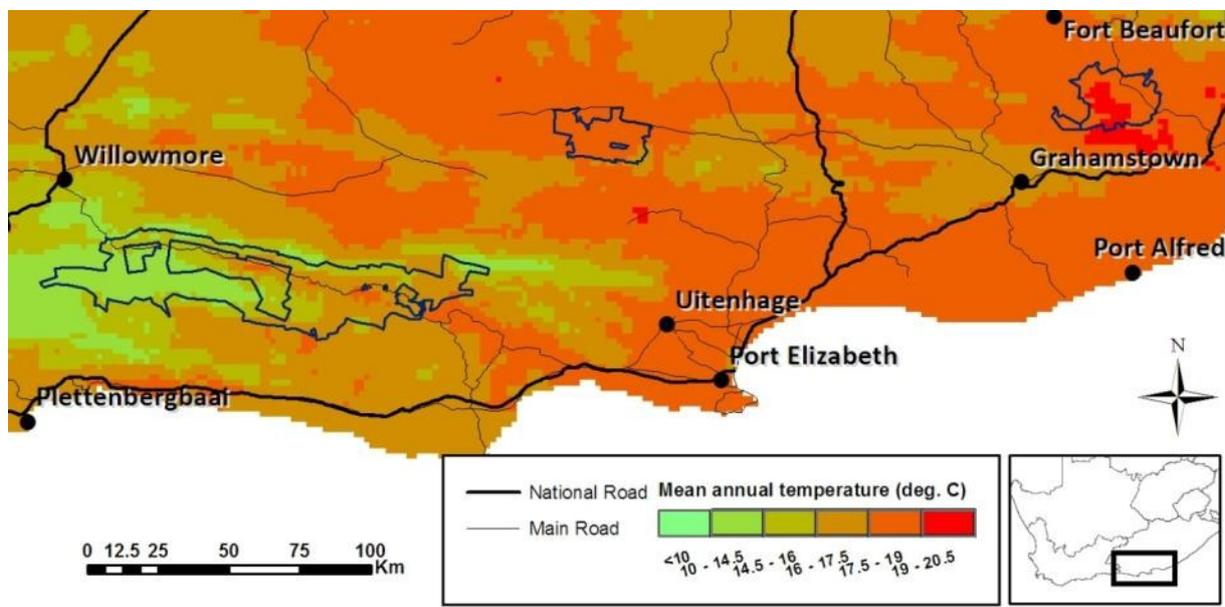 Fort Beaufort
Willowmore
Grahamstown
Port Alfred
Uitenhage
Port Elizabeth
Plettenbergbaai
N
National Road
Main Road
Mean annual temperature (deg. C)
<10
10 - 14.5
14.5 - 16
16 - 17.5
17.5 - 19
19 - 20.5
0 12.5 25 50 75 100
Km